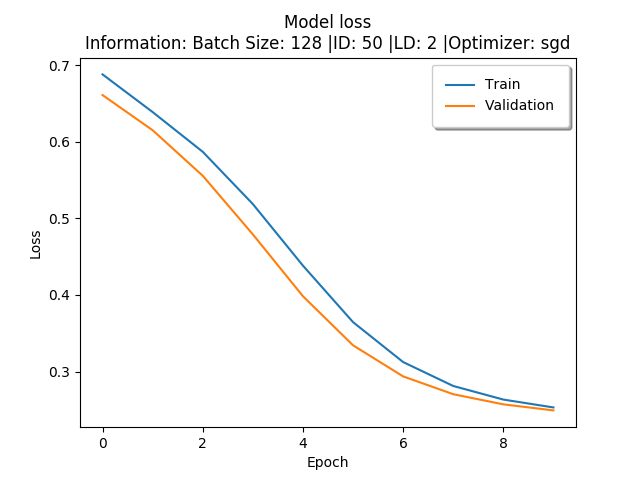 Model loss
Information: Batch Size: 128 |ID: 50 |LD: 2 |Optimizer: sgd
Train
Validation
0.7
0.6
0.5
0.4
0.3
Loss
0 2 4 6 8
Epoch